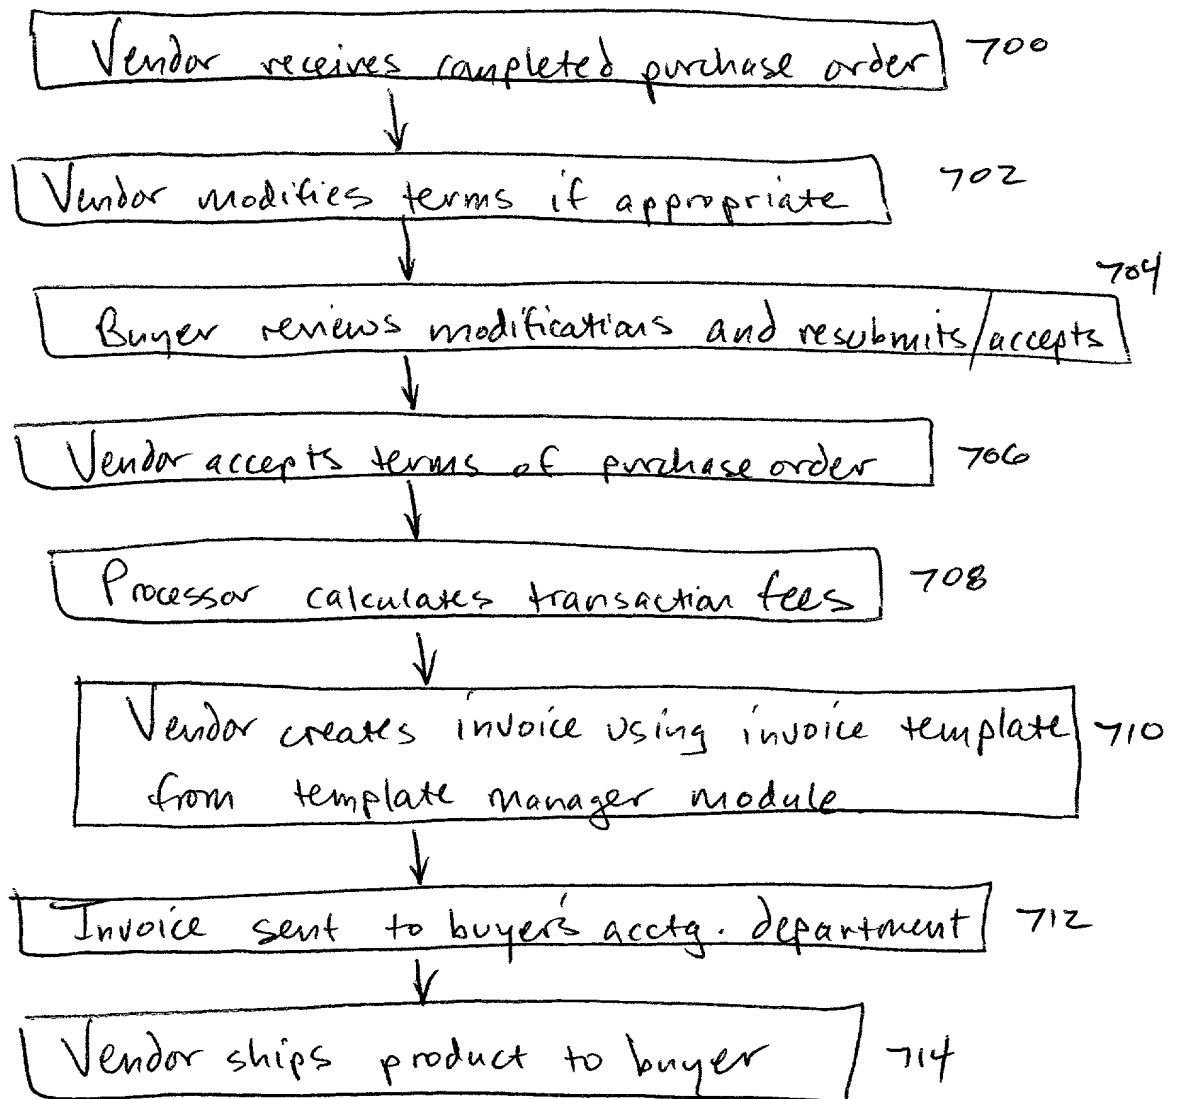 Vendor receives completed purchase order 700
Vendor modifies terms if appropriate 702
704
Buyer reviews modifications and resubmits/accepts
Vendor accepts terms of purchase order 706
Processor calculates transaction fees 708
Vendor creates invoice using invoice template 710
from template manager module
Invoice sent to buyer's acctg. department 712
Vendor ships product to buyer 714